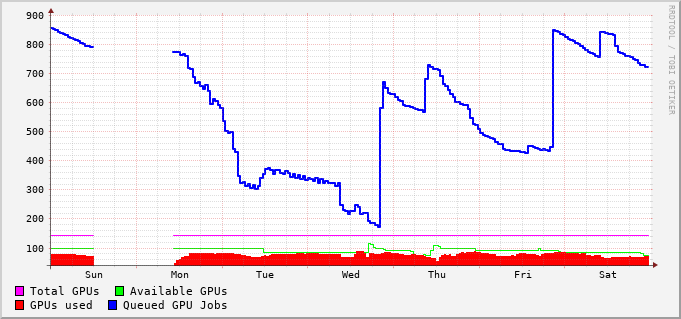 900
800
700
600
500
400
300
200
100
Sun Mon Tue Wed Thu Fri Sat
RRDTOOL / TOBI OETIKER
Total GPUs Available GPUs
GPUs used Queued GPU Jobs